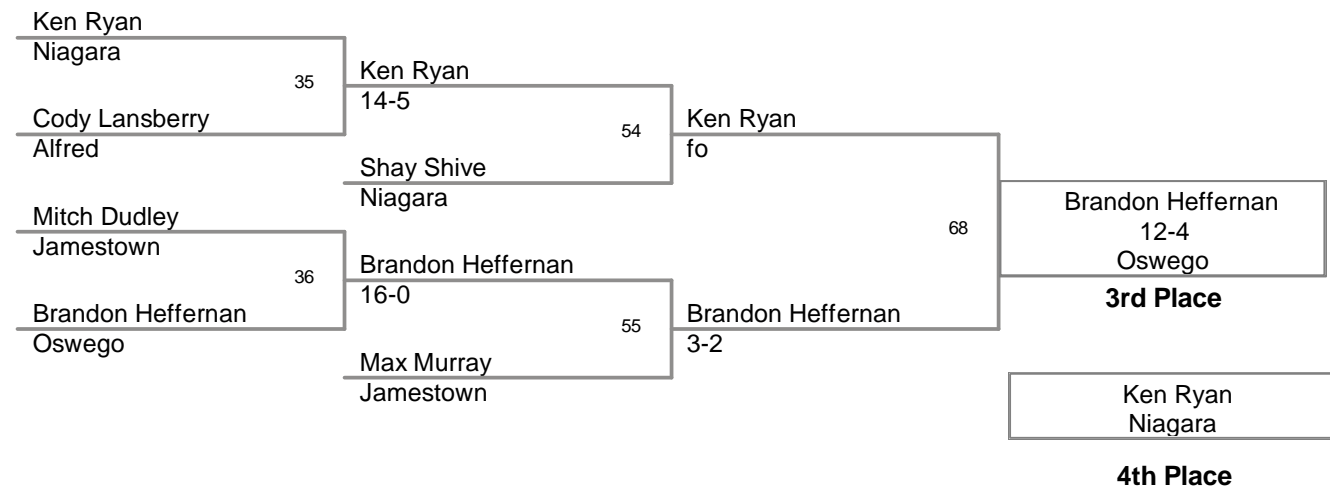 Ken Ryan
Niagara
35
Ken Ryan
14-5
Cody Lansberry
Alfred
54
Ken Ryan
fo
Shay Shive
Niagara
Mitch Dudley
Jamestown
36
Brandon Heffernan
16-0
Brandon Heffernan
Oswego
55
Brandon Heffernan
3-2
Max Murray
Jamestown
68
Brandon Heffernan
12-4
Oswego
3rd Place
Ken Ryan
Niagara
4th Place